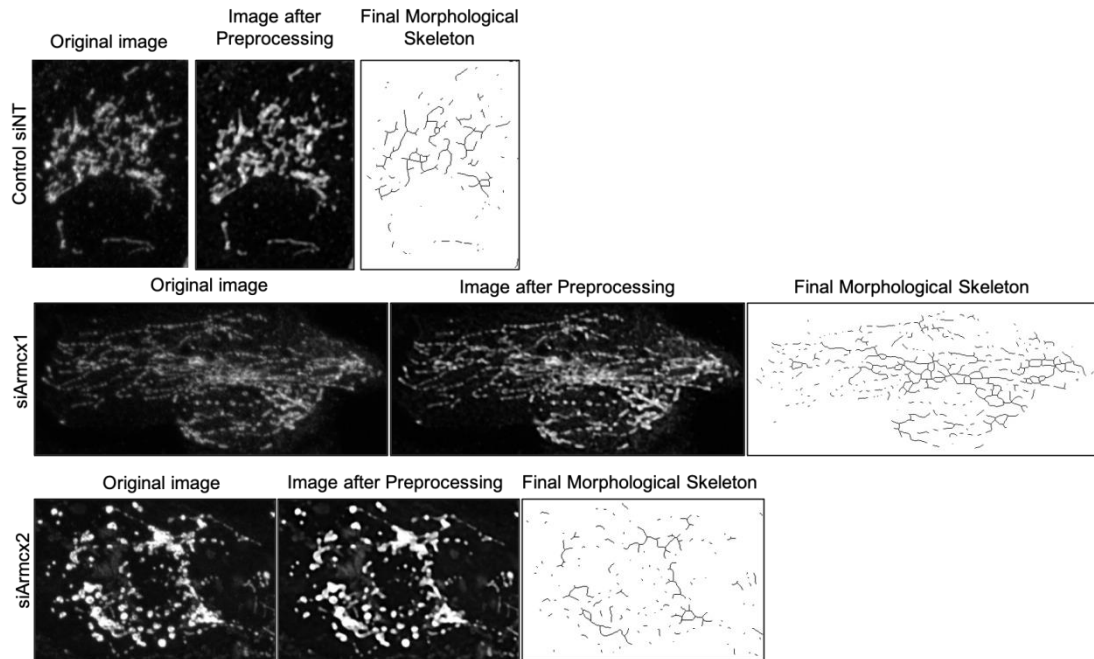 Original image
Image after
Preprocessing
Final Morphological
Skeleton
Control siNT
Original image
Image after Preprocessing
Final Morphological Skeleton
siArmcx1
Original image
Image after Preprocessing
Final Morphological Skeleton
siArmcx2